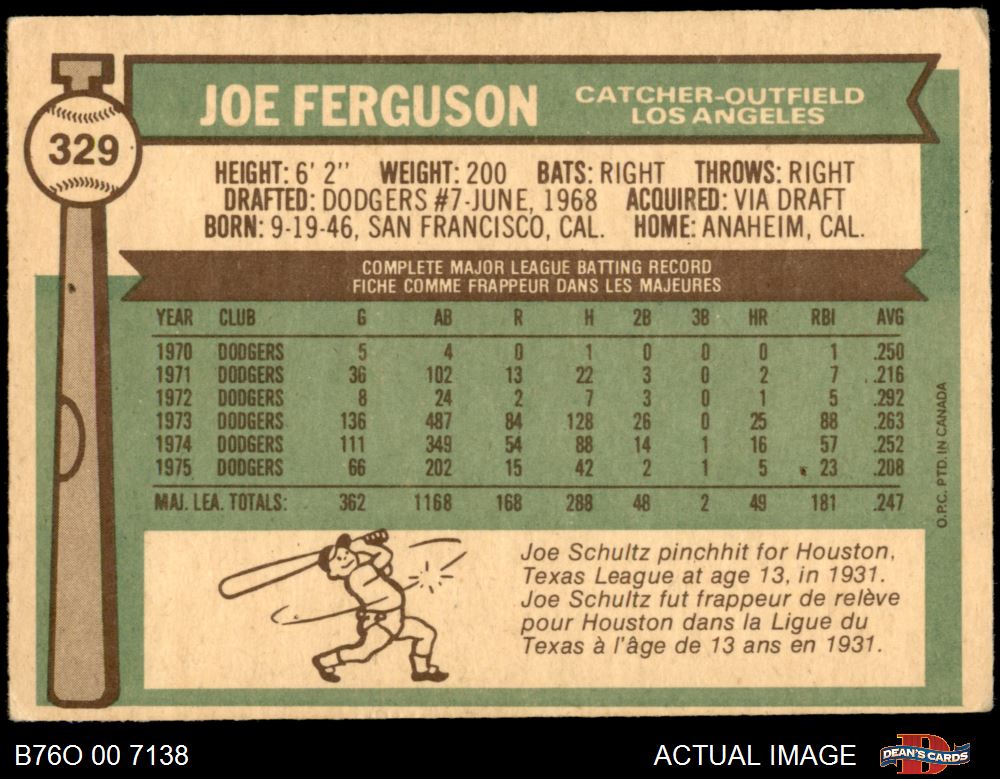 329
JOE FERGUSON CATCHER-OUTFIELD
LOS ANGELES
HEIGHT: 6' 2" WEIGHT: 200 BATS: RIGHT THROWS: RIGHT
DRAFTED: DODGERS #7-JUNE, 1968 ACQUIRED: VIA DRAFT
BORN: 9-19-46, SAN FRANCISCO, CAL. HOME: ANAHEIM, CAL.
COMPLETE MAJOR LEAGUE BATTING RECORD
FICHE COMME FRAPPEUR DANS LES MAJEURES
YEAR CLUB G AB R H 2B 3B HR RBI AVG
1970 DODGERS 5 4 0 1 0 0 0 1 .250
1971 DODGERS 36 102 13 22 3 0 2 7 .216
1972 DODGERS 8 24 2 7 3 0 1 5 .292
1973 DODGERS 136 487 84 128 26 0 25 88 .263
1974 DODGERS 111 349 54 88 14 1 16 57 .252
1975 DODGERS 66 202 15 42 2 1 5 23 .208
MAJ. LEA. TOTALS: 362 1168 168 288 48 2 49 181 .247
O.P.C. PTD. IN CANADA
Joe Schultz pinchhit for Houston,
Texas League at age 13, in 1931.
Joe Schultz fut frappeur de relève
pour Houston dans la Ligue du
Texas à l'âge de 13 ans en 1931.
B76O 00 7138 ACTUAL IMAGE DEAN'S CARDS